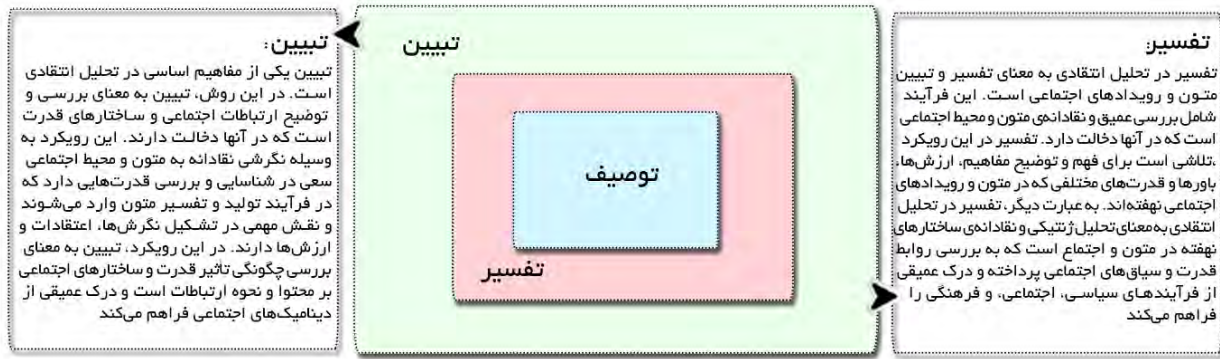 تفسیر:
تفسیر در تحلیل انتقادی به معنای تفسیر و تبیین
متون و رویدادهای اجتماعی است. این فرآیند
شامل بررسی عمیق و نقادانه‌ی متون و محیط اجتماعی
است که در آنها دخالت دارد. تفسیر در این رویکرد
،تلاشی است برای فهم و توضیح مفاهیم، ارزش‌ها،
باورها و قدرت‌های مختلفی که در متون و رویدادهای
اجتماعی نهفته‌اند. به عبارت دیگر، تفسیر در تحلیل
انتقادی به‌معنای تحلیل ژنتیکی و نقادانه‌ی ساختارهای
نهفته در متون و اجتماع است که به بررسی روابط
قدرت و سیاق‌های اجتماعی پرداخته و درک عمیقی
از فرآیندهای سیاسی، اجتماعی، و فرهنگی را
فراهم می‌کند
تبیین
توصیف
تفسیر
تبیین:
تبیین یکی از مفاهیم اساسی در تحلیل انتقادی
است. در این روش، تبیین به معنای بررسی و
توضیح ارتباطات اجتماعی و ساختارهای قدرت
است که در آنها دخالت دارند. این رویکرد به
وسیله نگرشی نقادانه به متون و محیط اجتماعی
سعی در شناسایی و بررسی قدرت‌هایی دارد که
در فرآیند تولید و تفسیر متون وارد می‌شوند
و نقش مهمی در تشکیل نگرش‌ها، اعتقادات و
ارزش‌ها دارند. در این رویکرد، تبیین به معنای
بررسی چگونگی تاثیر قدرت و ساختارهای اجتماعی
بر محتوا و نحوه ارتباطات است و درک عمیقی از
دینامیک‌های اجتماعی فراهم می‌کند